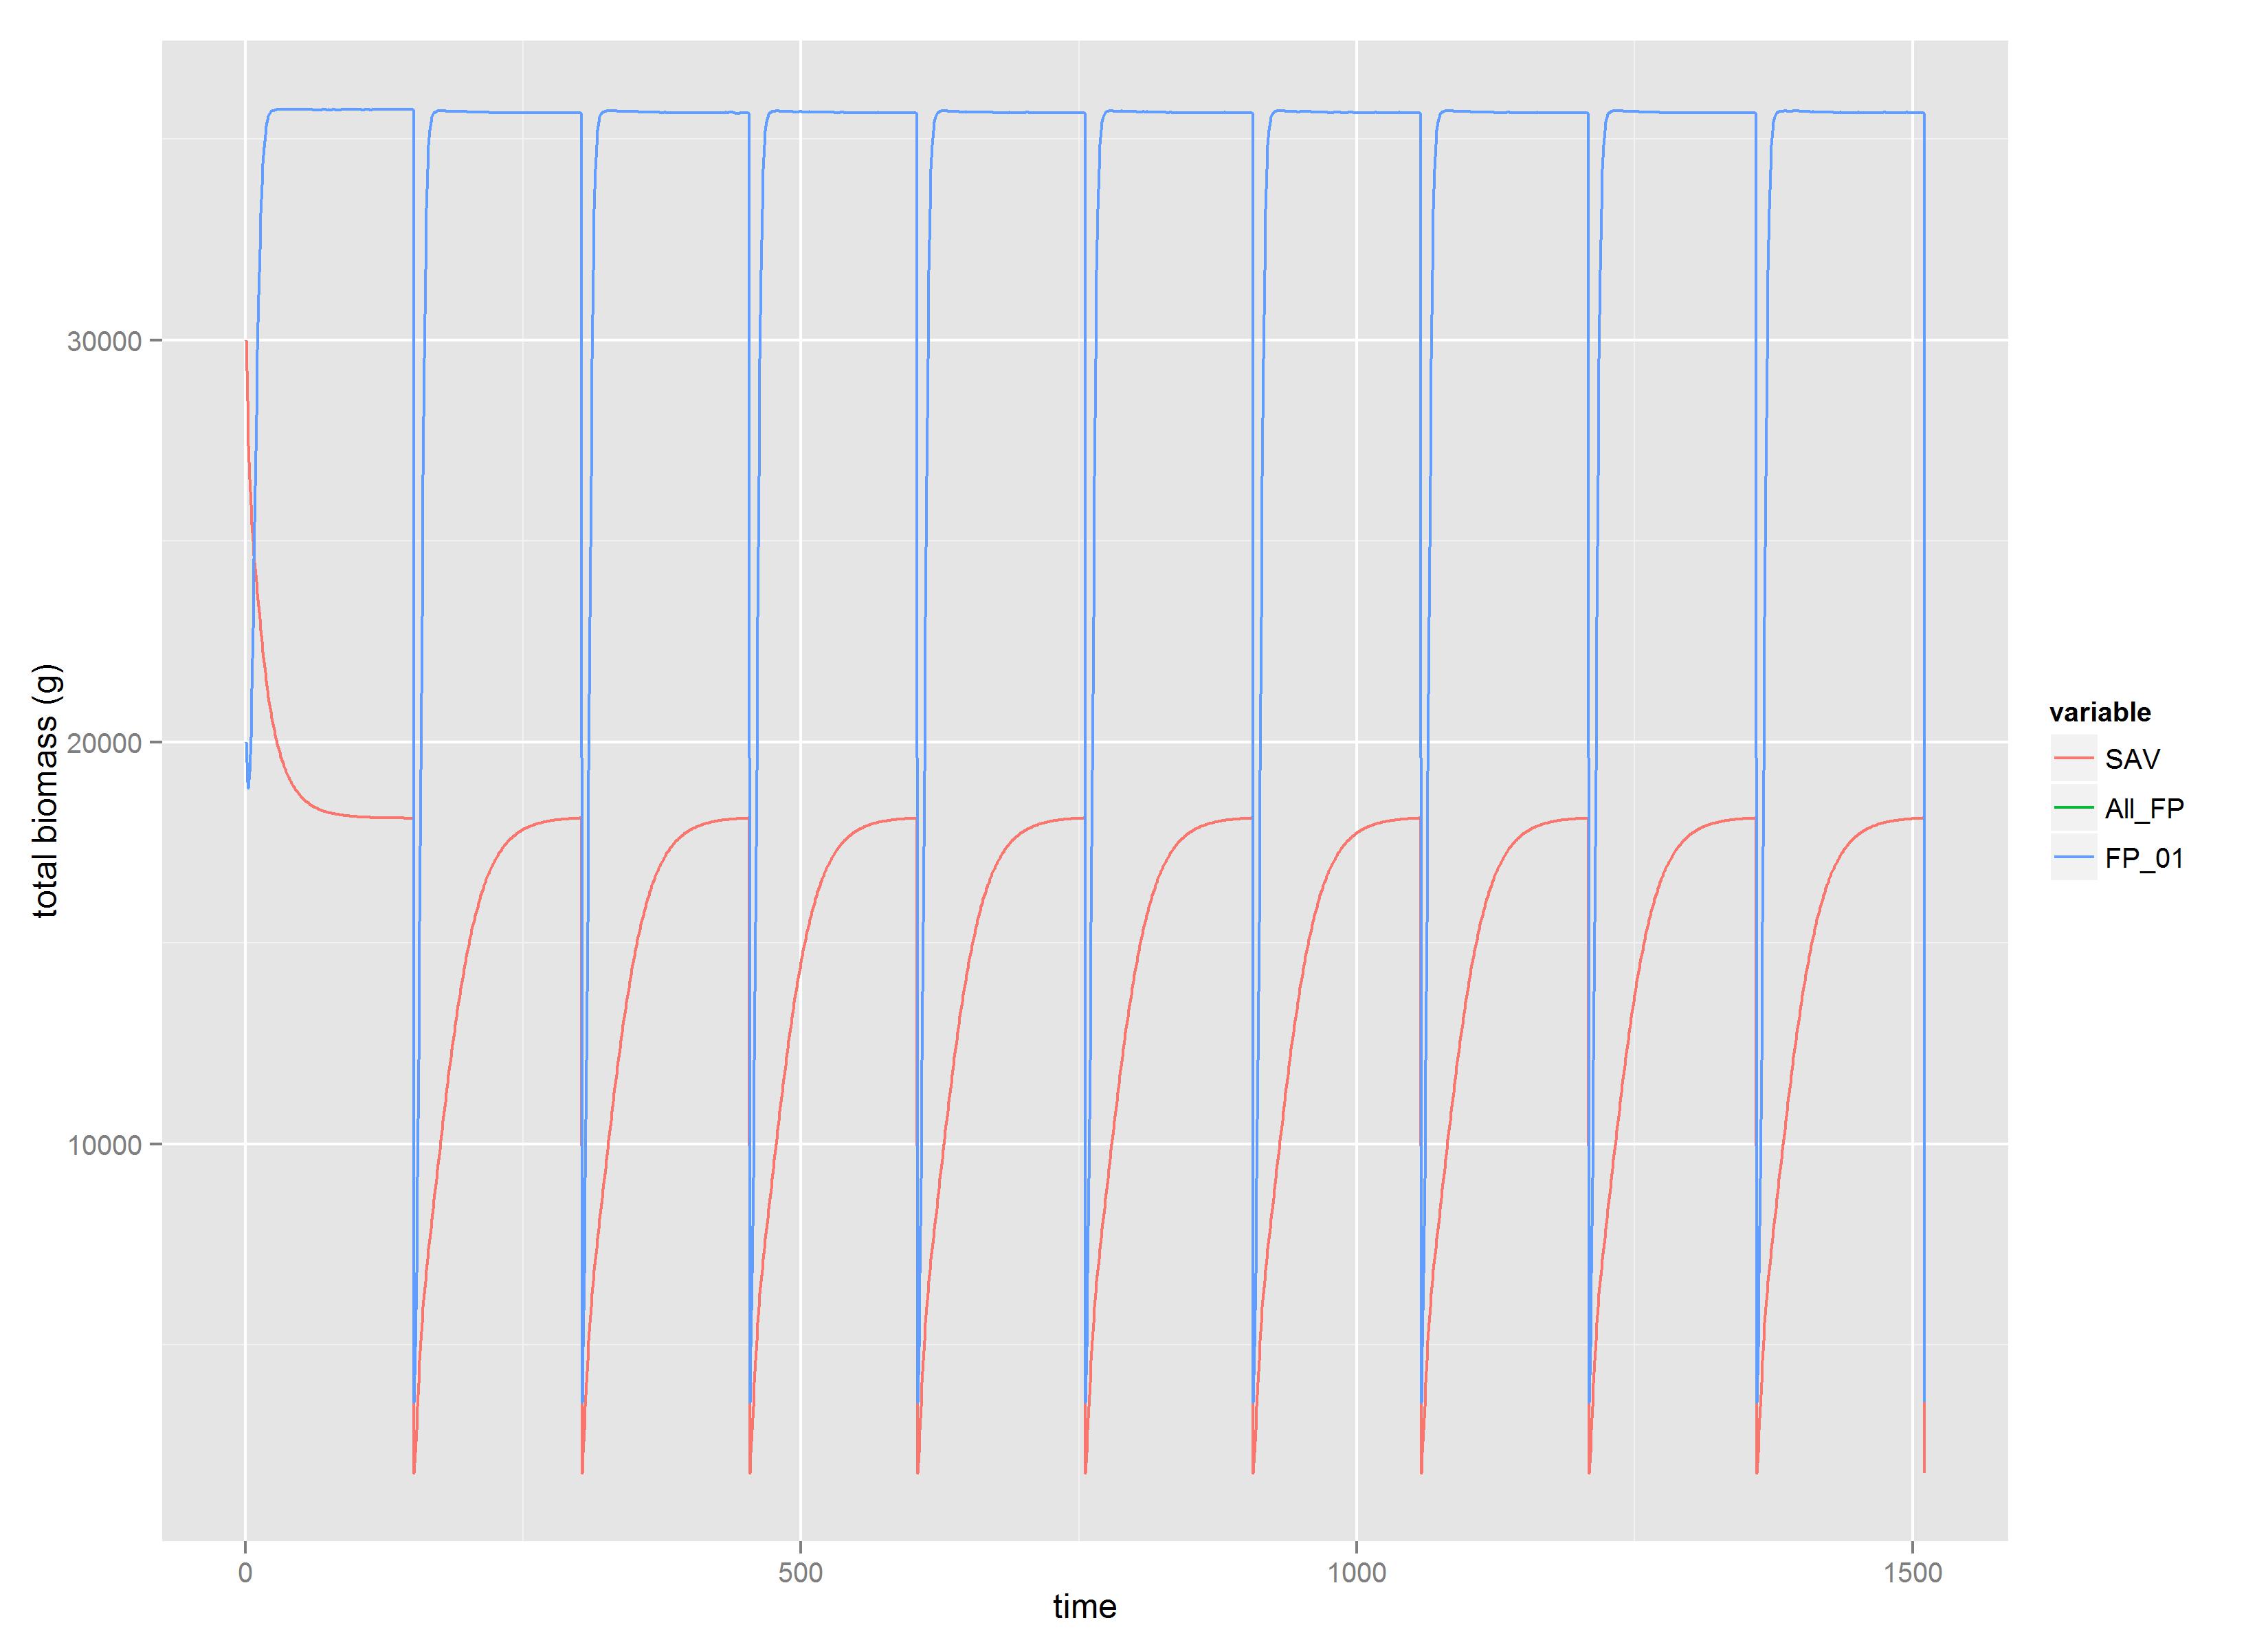 30000
20000
10000
total biomass (g)
0 500 1000 1500
time
variable
SAV
All_FP
FP_01